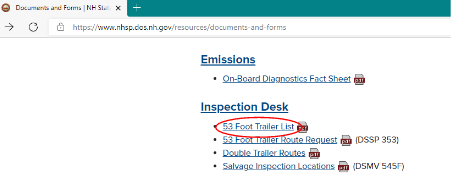 Documents and Forms | NH Stat
https://www.nhsp.dos.nh.gov/resources/documents-and-forms
Emissions
On-Board Diagnostics Fact Sheet
Inspection Desk
53 Foot Trailer List
53 Foot Trailer Route Request (DSSP 353)
Double Trailer Routes
Salvage Inspection Locations (DSMV 545F)